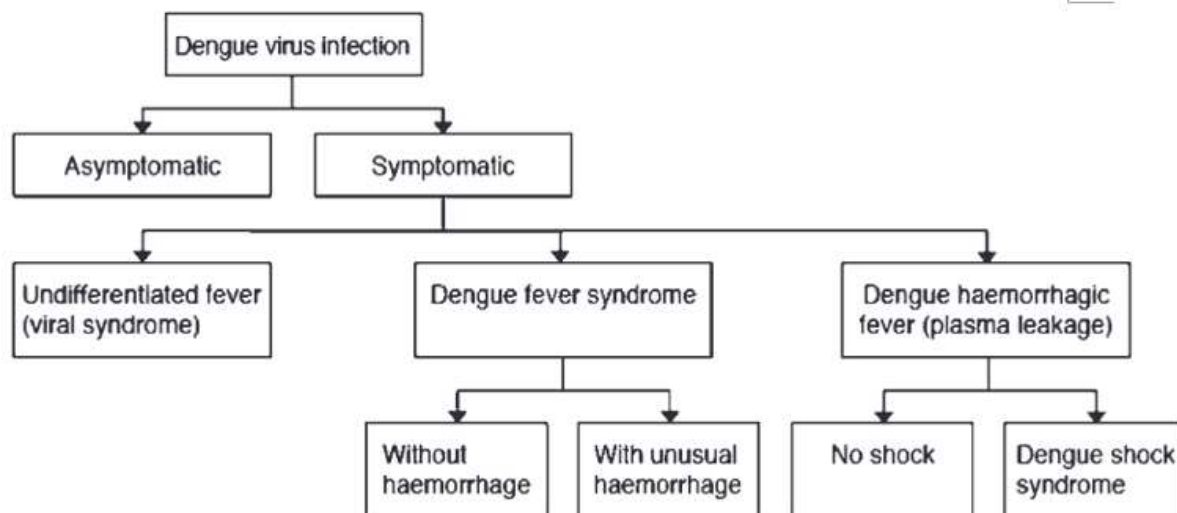 Dengue virus infection
Asymptomatic
Symptomatic
Undifferentiated fever
(viral syndrome)
Dengue fever syndrome
Dengue haemorrhagic
fever (plasma leakage)
Without
haemorrhage
With unusual
haemorrhage
No shock
Dengue shock
syndrome